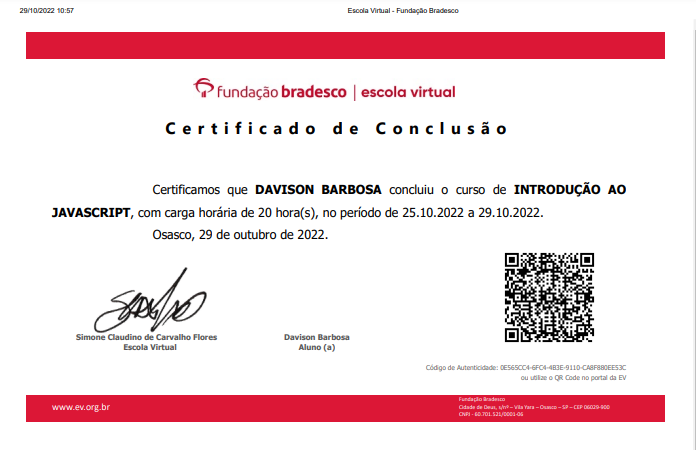 29/10/2022 10:57
Escola Virtual - Fundação Bradesco
fundação bradesco | escola virtual
Certificado de Conclusão
Certificamos que DAVISON BARBOSA concluiu o curso de INTRODUÇÃO AO
JAVASCRIPT, com carga horária de 20 hora(s), no período de 25.10.2022 a 29.10.2022.
Osasco, 29 de outubro de 2022.
Simone Claudino de Carvalho Flores
Escola Virtual
Davison Barbosa
Aluno (a)
Código de Autenticidade: 0E565CC4-6FC4-4B3E-9110-CA8F880EE53C
ou utilize o QR Code no portal da EV
www.ev.org.br
Fundação Bradesco
Cidade de Deus, s/nº – Vila Yara – Osasco – SP – CEP 06029-900
CNPJ - 60.701.521/0001-06